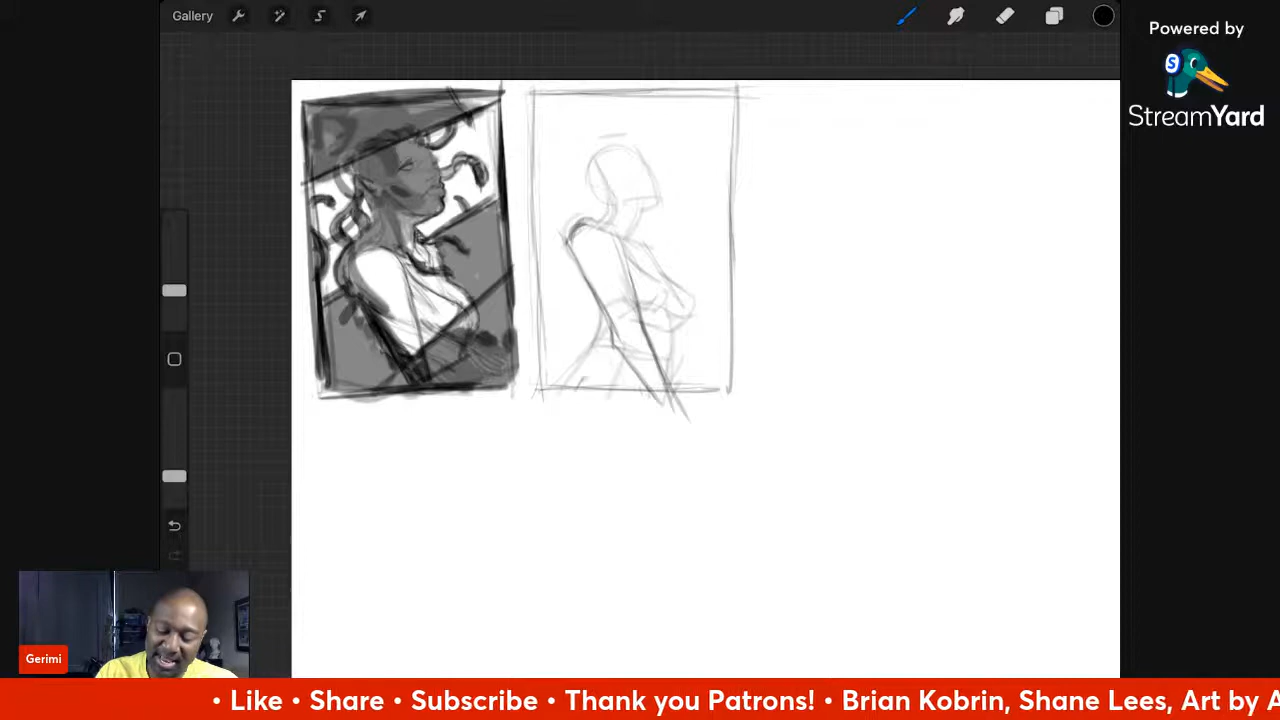 Gallery
Powered by
S
StreamYard
Gerimi
• Like • Share • Subscribe • Thank you Patrons! • Brian Kobrin, Shane Lees, Art by A